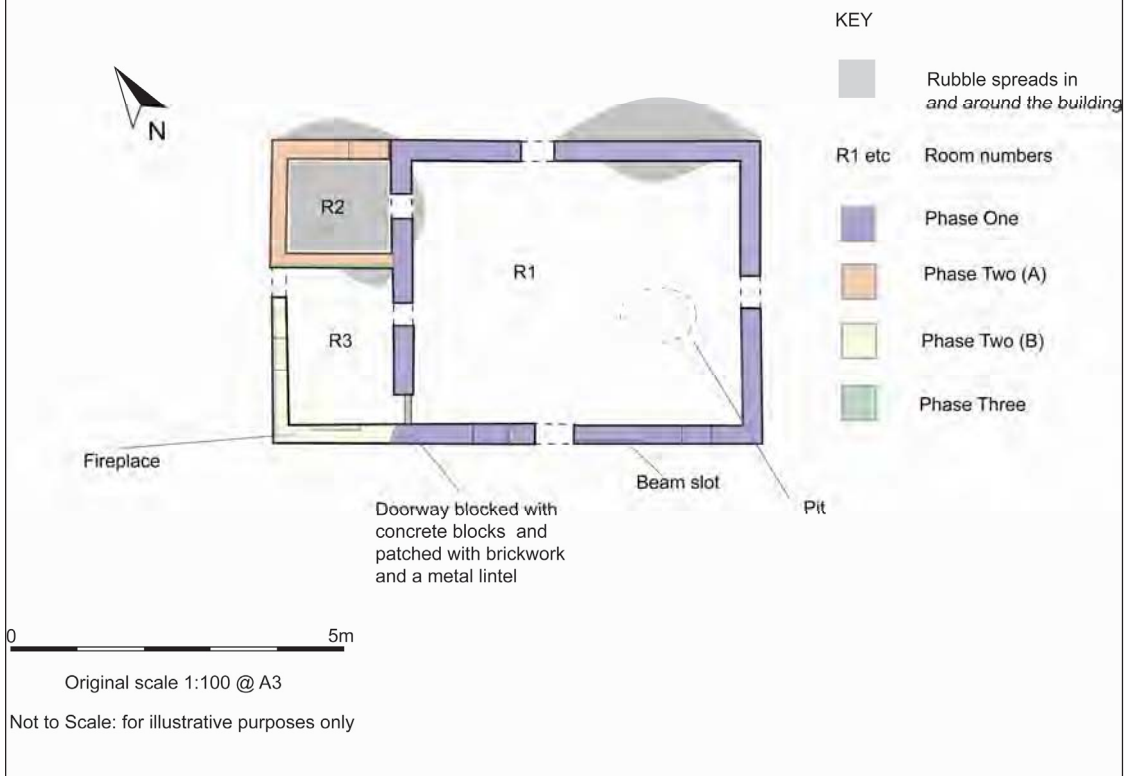 KEY
Rubble spreads in
and around the building
R1 etc Room numbers
Phase One
Phase Two (A)
Phase Two (B)
Phase Three
N
R2
R1
R3
Fireplace
Beam slot
Pit
Doorway blocked with
concrete blocks and
patched with brickwork
and a metal lintel
0 5m
Original scale 1:100 @ A3
Not to Scale: for illustrative purposes only